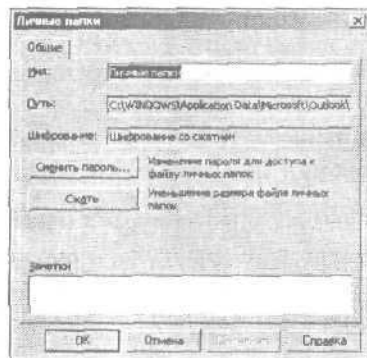 Личные папки
Общие
Имя:
Путь: C:\WINDOWS\Application Data\Microsoft\Outlook\
Шифрование: Шифрование со сжатием
Сменить пароль... Изменение пароля для доступа к
файлу личных папок.
Сжать Уменьшение размера файла личных
папок.
Заметки
OK Отмена Справка